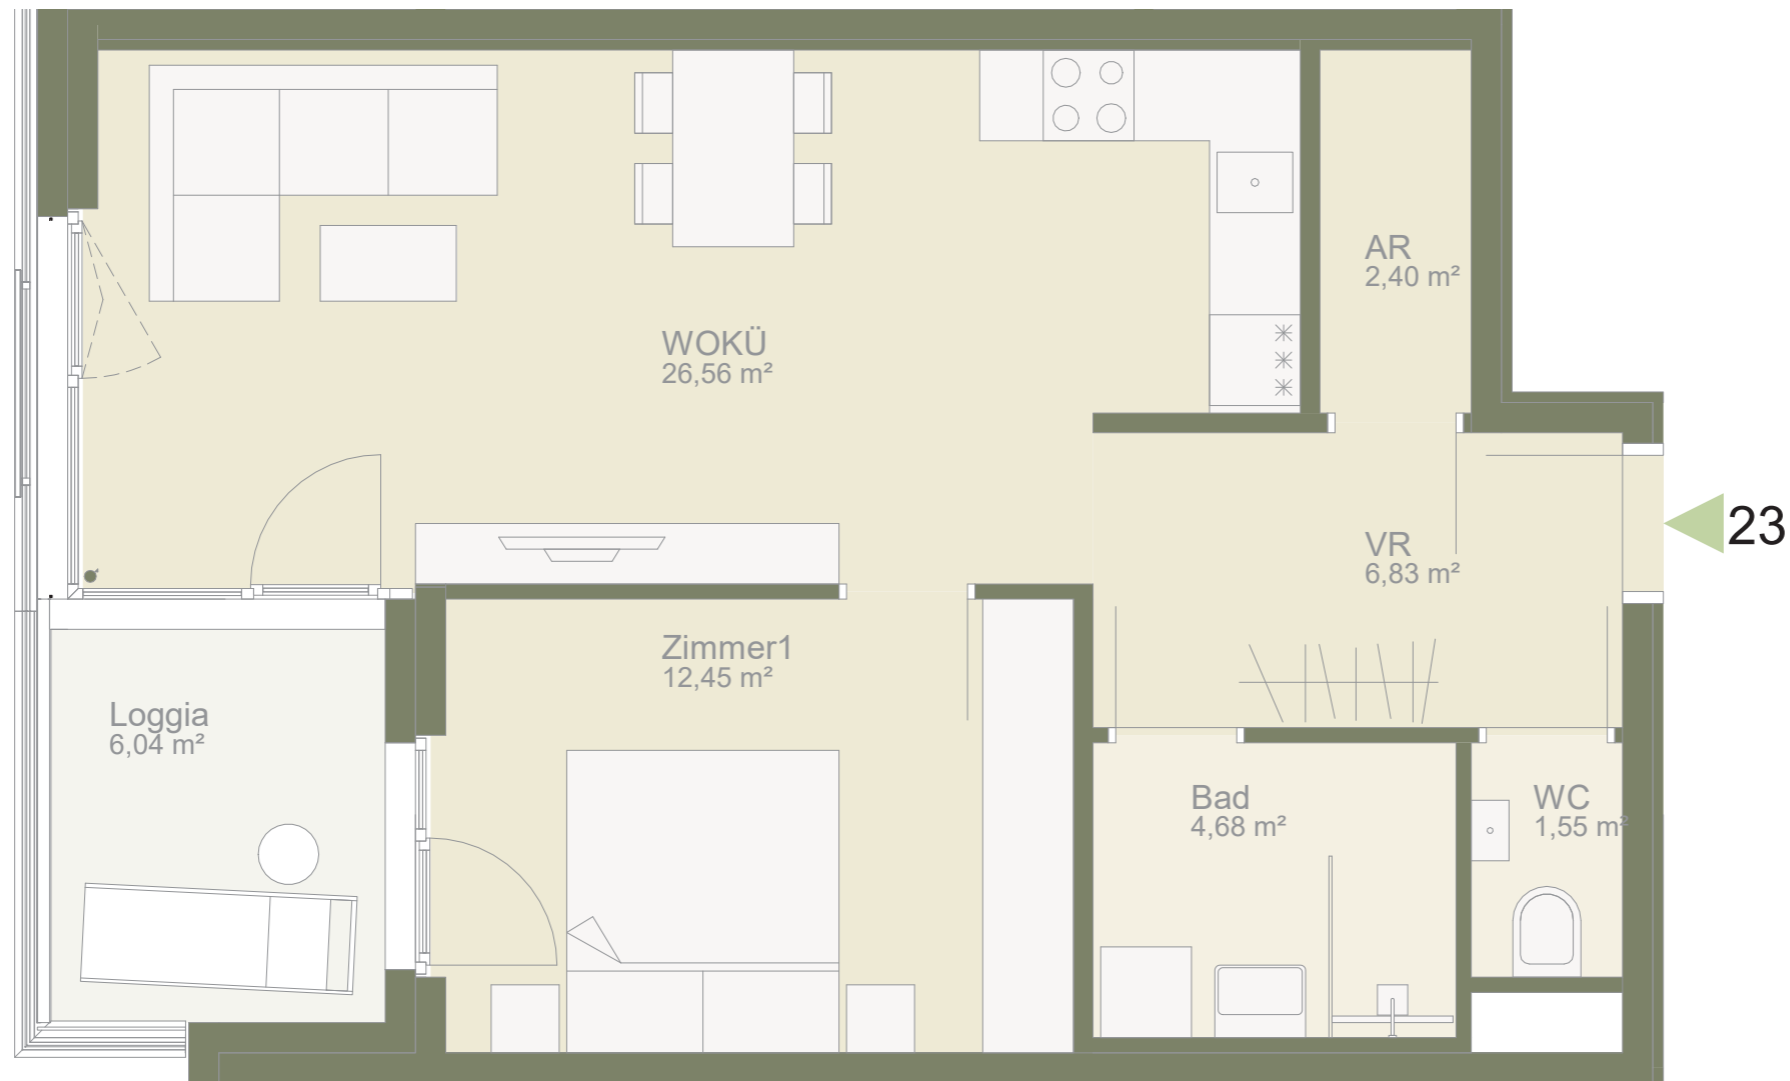 AR
2,40 m²
WOKÜ
26,56 m²
23
VR
6,83 m²
Zimmer1
12,45 m²
Loggia
6,04 m²
Bad
4,68 m²
WC
1,55 m²